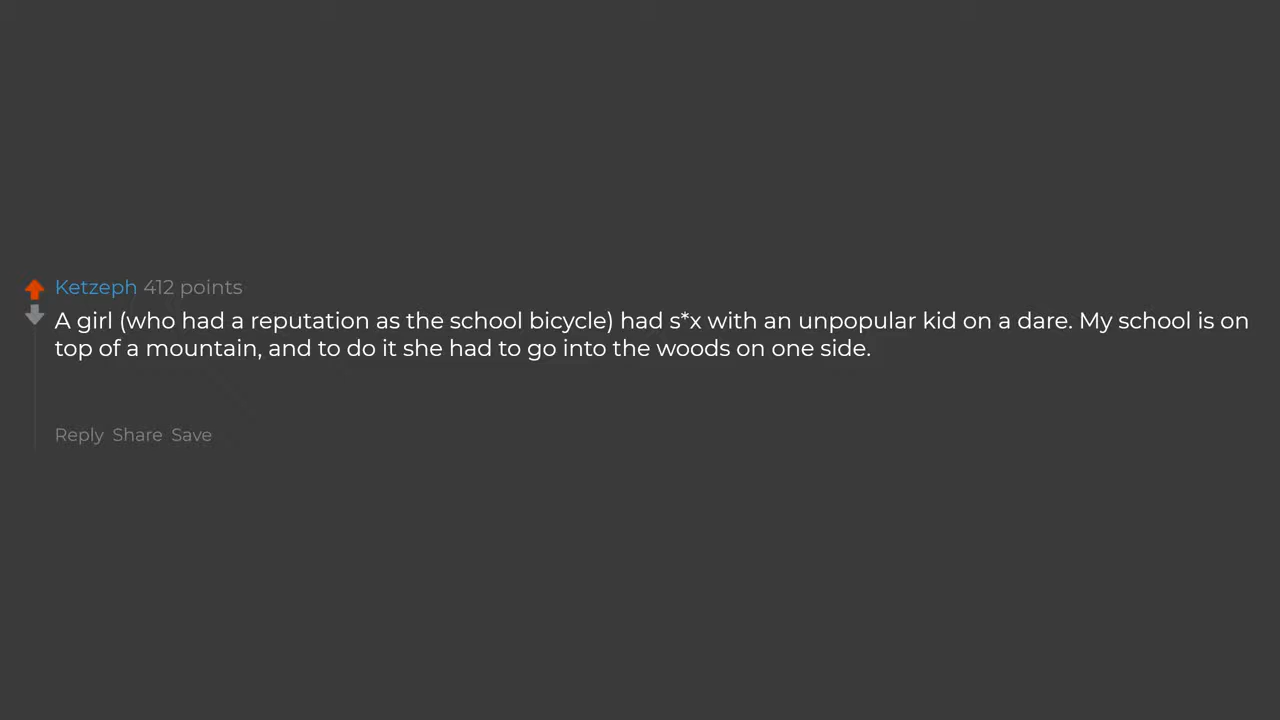 Ketzeph 412 points
A girl (who had a reputation as the school bicycle) had s*x with an unpopular kid on a dare. My school is on
top of a mountain, and to do it she had to go into the woods on one side.
Reply Share Save